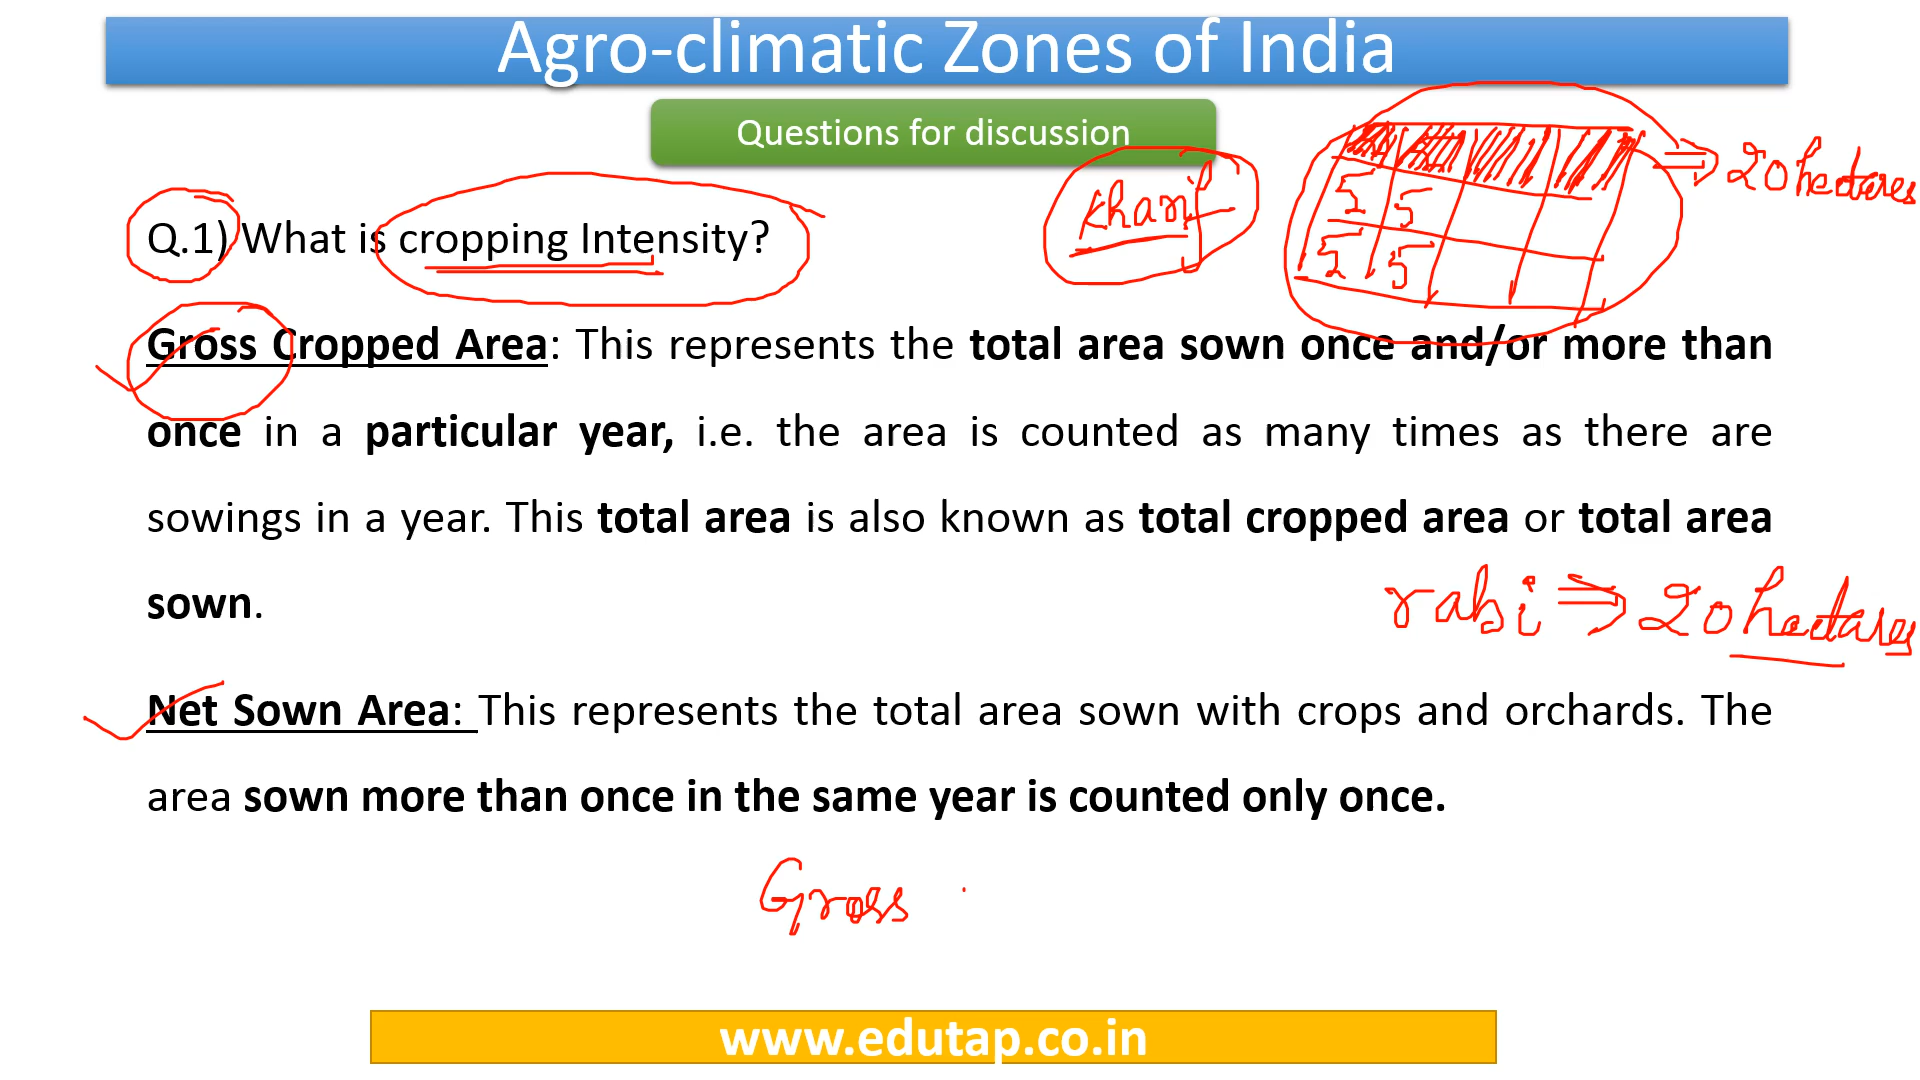 Agro-climatic Zones of India
Questions for discussion
Q.1) What is cropping Intensity?
Kharif
5 5
5 5
⇒ 20 hectares
Gross Cropped Area: This represents the total area sown once and/or more than
once in a particular year, i.e. the area is counted as many times as there are
sowings in a year. This total area is also known as total cropped area or total area
sown.
rabi ⇒ 20 hectares
Net Sown Area: This represents the total area sown with crops and orchards. The
area sown more than once in the same year is counted only once.
Gross
www.edutap.co.in